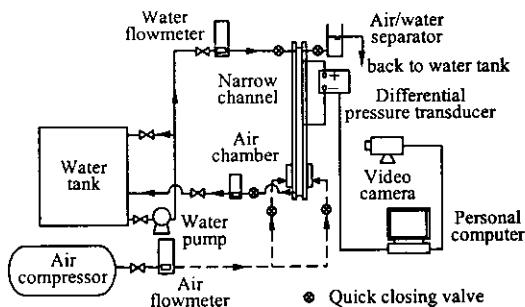 Water
flowmeter
Air/water
separator
back to water tank
Narrow
channel
+
−
Differential
pressure transducer
Air
chamber
Water
tank
Video
camera
Water
pump
Personal
computer
Air
compressor
Air
flowmeter
Quick closing valve